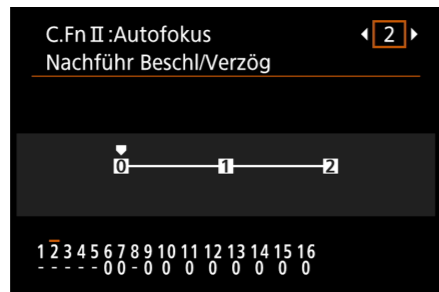 C.Fn II :Autofokus 2
Nachführ Beschl/Verzög
0 1 2
1 2 3 4 5 6 7 8 9 10 11 12 13 14 15 16
- - - - - 0 0 - 0 0 0 0 0 0 0 0